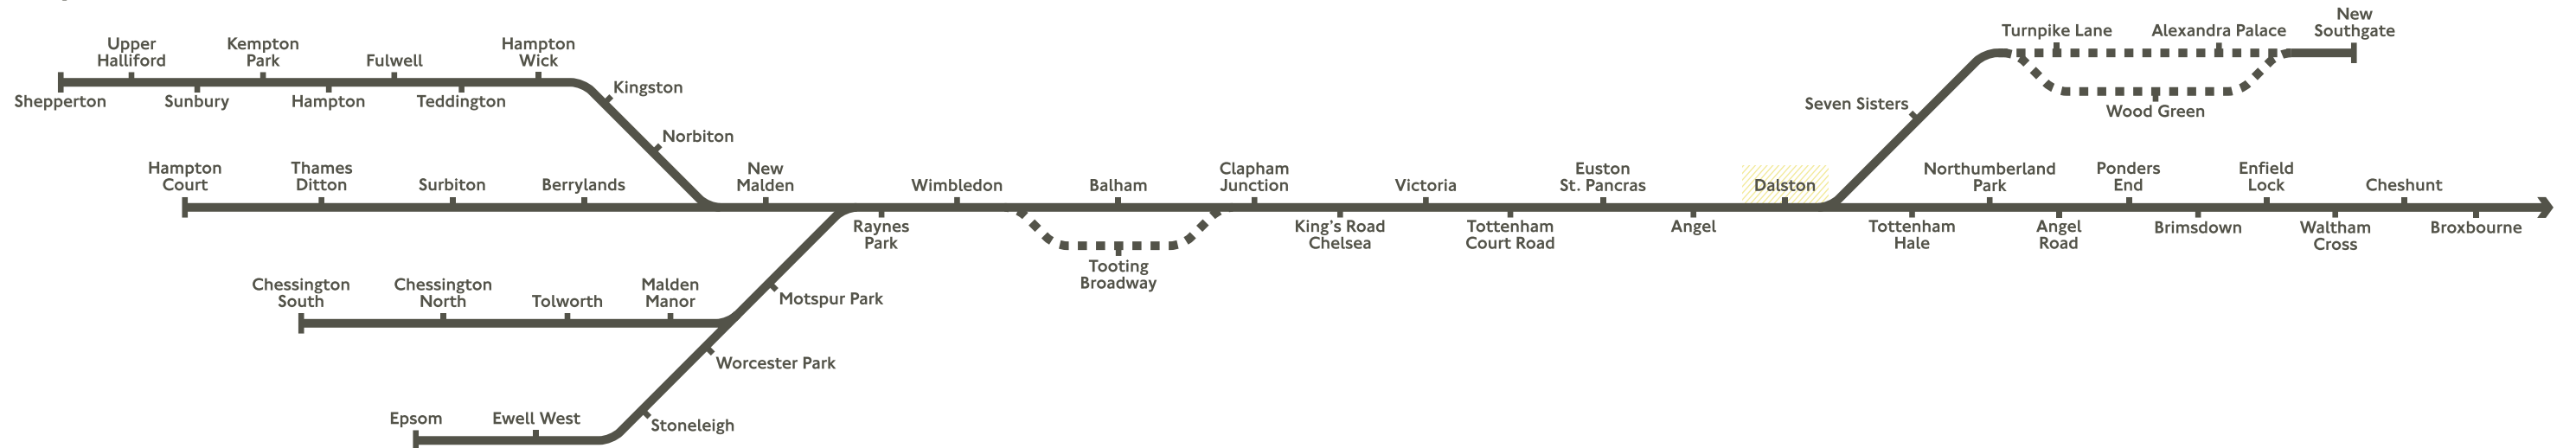 Upper
Halliford
Kempton
Park
Fulwell
Hampton
Wick
Kingston
Shepperton
Sunbury
Hampton
Teddington
Norbiton
Hampton
Court
Thames
Ditton
Surbiton
Berrylands
New
Malden
Wimbledon
Balham
Clapham
Junction
Victoria
Euston
St. Pancras
Dalston
Raynes
Park
Tooting
Broadway
King's Road
Chelsea
Tottenham
Court Road
Angel
Turnpike Lane
Alexandra Palace
New
Southgate
Seven Sisters
Wood Green
Northumberland
Park
Ponders
End
Enfield
Lock
Cheshunt
Tottenham
Hale
Angel
Road
Brimsdown
Waltham
Cross
Broxbourne
Chessington
South
Chessington
North
Tolworth
Malden
Manor
Motspur Park
Worcester Park
Epsom
Ewell West
Stoneleigh